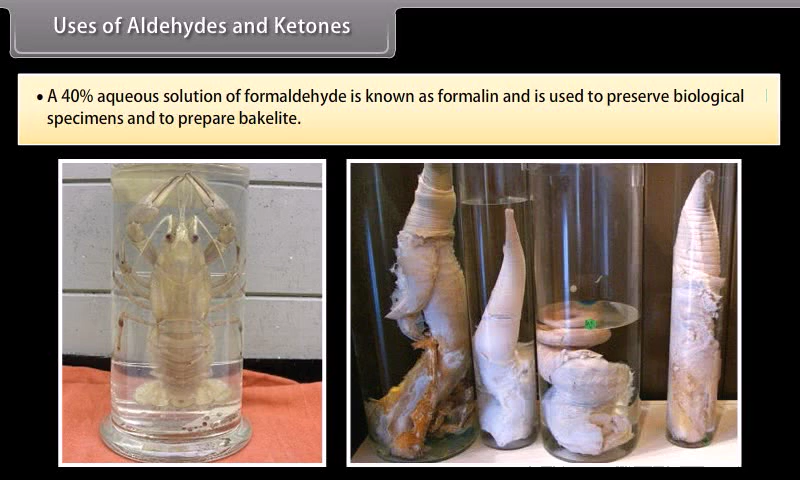 Uses of Aldehydes and Ketones
• A 40% aqueous solution of formaldehyde is known as formalin and is used to preserve biological
specimens and to prepare bakelite.